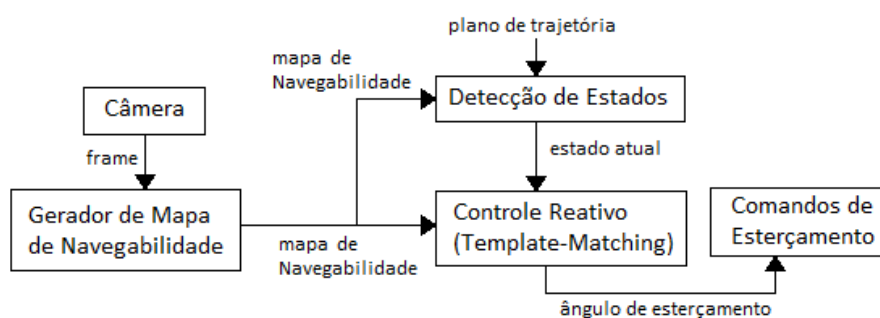 plano de trajetória
mapa de
Navegabilidade
Câmera
Detecção de Estados
frame
estado atual
Gerador de Mapa
de Navegabilidade
mapa de
Navegabilidade
Controle Reativo
(Template-Matching)
Comandos de
Esterçamento
ângulo de esterçamento